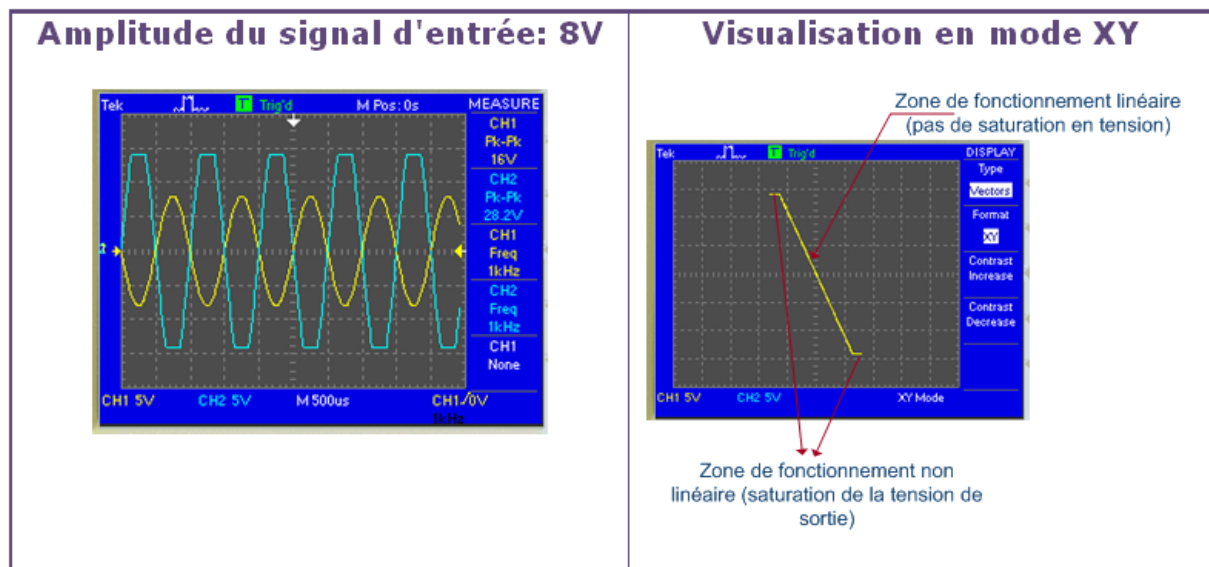 Amplitude du signal d'entrée: 8V
Tek
T Trig'd
M Pos: 0s
MEASURE
CH1
Pk-Pk
16V
CH2
Pk-Pk
28.2V
CH1
Freq
1kHz
CH2
Freq
1kHz
CH1
None
CH1 5V
CH2 5V
M 500us
CH1 / 0V
1kHz
Visualisation en mode XY
Zone de fonctionnement linéaire
(pas de saturation en tension)
Tek
T Trig'd
DISPLAY
Type
Vectors
Format
XY
Contrast
Increase
Contrast
Decrease
CH1 5V
CH2 5V
XY Mode
Zone de fonctionnement non
linéaire (saturation de la tension de
sortie)